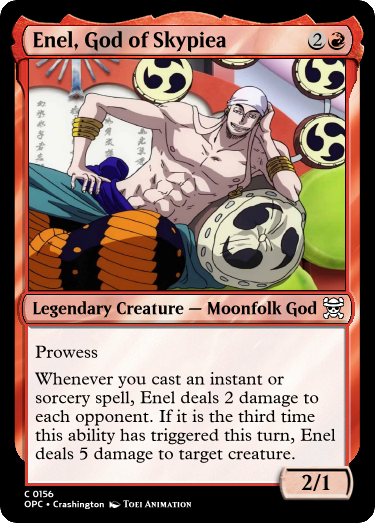 Enel, God of Skypiea 2
Legendary Creature — Moonfolk God
Prowess
Whenever you cast an instant or
sorcery spell, Enel deals 2 damage to
each opponent. If it is the third time
this ability has triggered this turn, Enel
deals 5 damage to target creature.
2/1
C 0156
OPC • Crashington Toei Animation